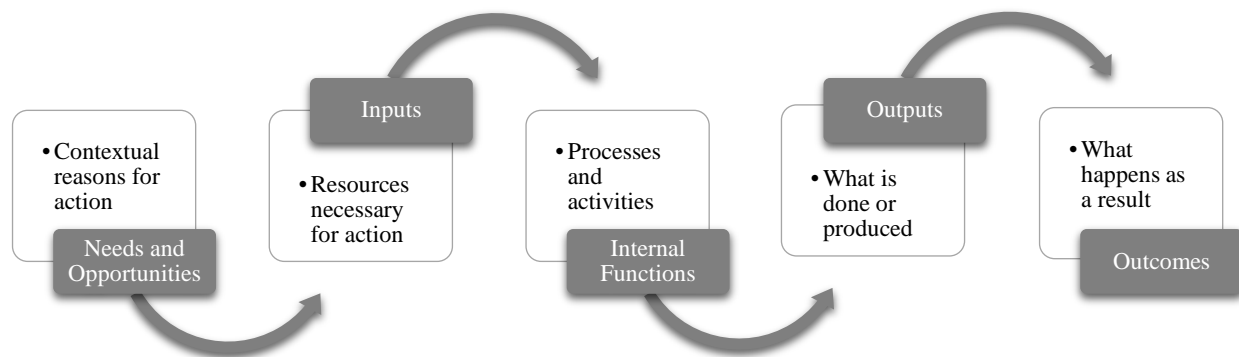 • Contextual
reasons for
action
Needs and
Opportunities
Inputs
• Resources
necessary
for action
• Processes
and
activities
Internal
Functions
Outputs
• What is
done or
produced
• What
happens as
a result
Outcomes